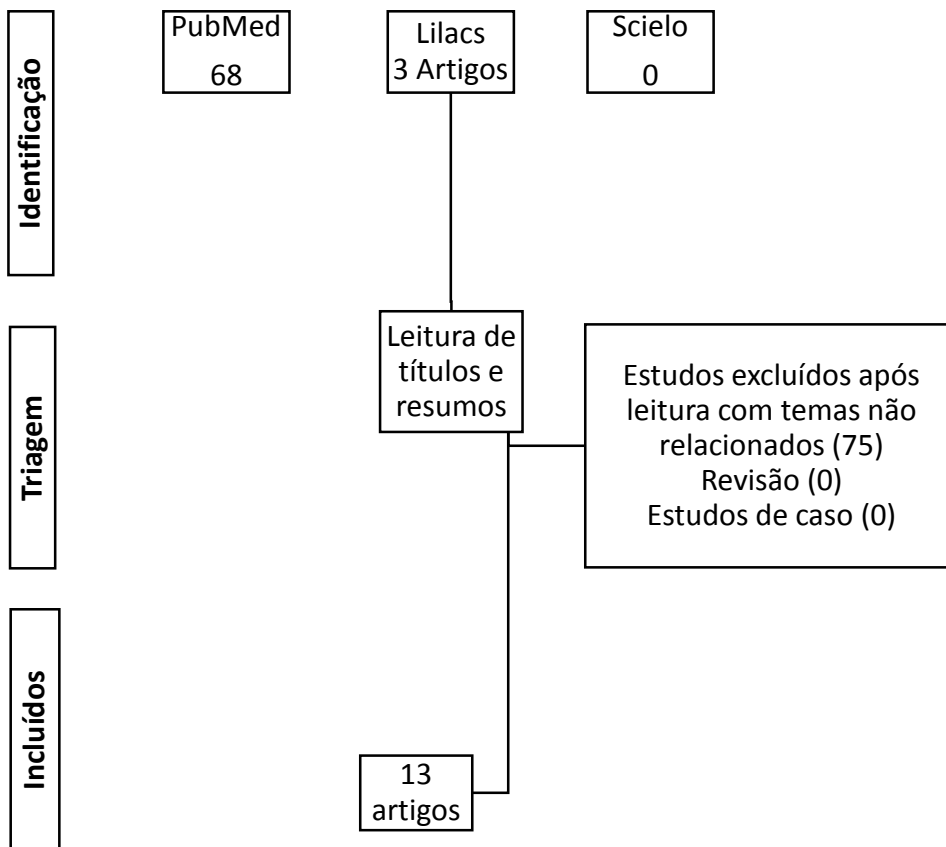 Identificação
PubMed
68
Lilacs
3 Artigos
Scielo
0
Triagem
Leitura de
títulos e
resumos
Estudos excluídos após
leitura com temas não
relacionados (75)
Revisão (0)
Estudos de caso (0)
Incluídos
13
artigos